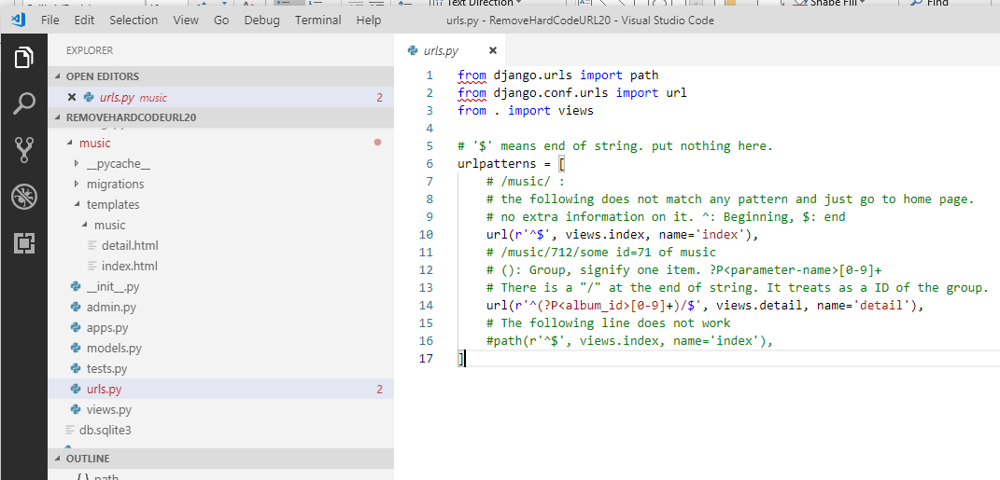 Text Direction
Shape Fill
Find
File Edit Selection View Go Debug Terminal Help
urls.py - RemoveHardCodeURL20 - Visual Studio Code
EXPLORER
OPEN EDITORS
urls.py music 2
REMOVEHARDCODEURL20
music
__pycache__
migrations
templates
music
detail.html
index.html
__init__.py
admin.py
apps.py
models.py
tests.py
urls.py 2
views.py
db.sqlite3
OUTLINE
{} path
urls.py
1 from django.urls import path
2 from django.conf.urls import url
3 from . import views
4
5 # '$' means end of string. put nothing here.
6 urlpatterns = [
7 # /music/ :
8 # the following does not match any pattern and just go to home page.
9 # no extra information on it. ^: Beginning, $: end
10 url(r'^$', views.index, name='index'),
11 # /music/712/some id=71 of music
12 # (): Group, signify one item. ?P<parameter-name>[0-9]+
13 # There is a "/" at the end of string. It treats as a ID of the group.
14 url(r'^(?P<album_id>[0-9]+)/$', views.detail, name='detail'),
15 # The following line does not work
16 #path(r'^$', views.index, name='index'),
17 ]